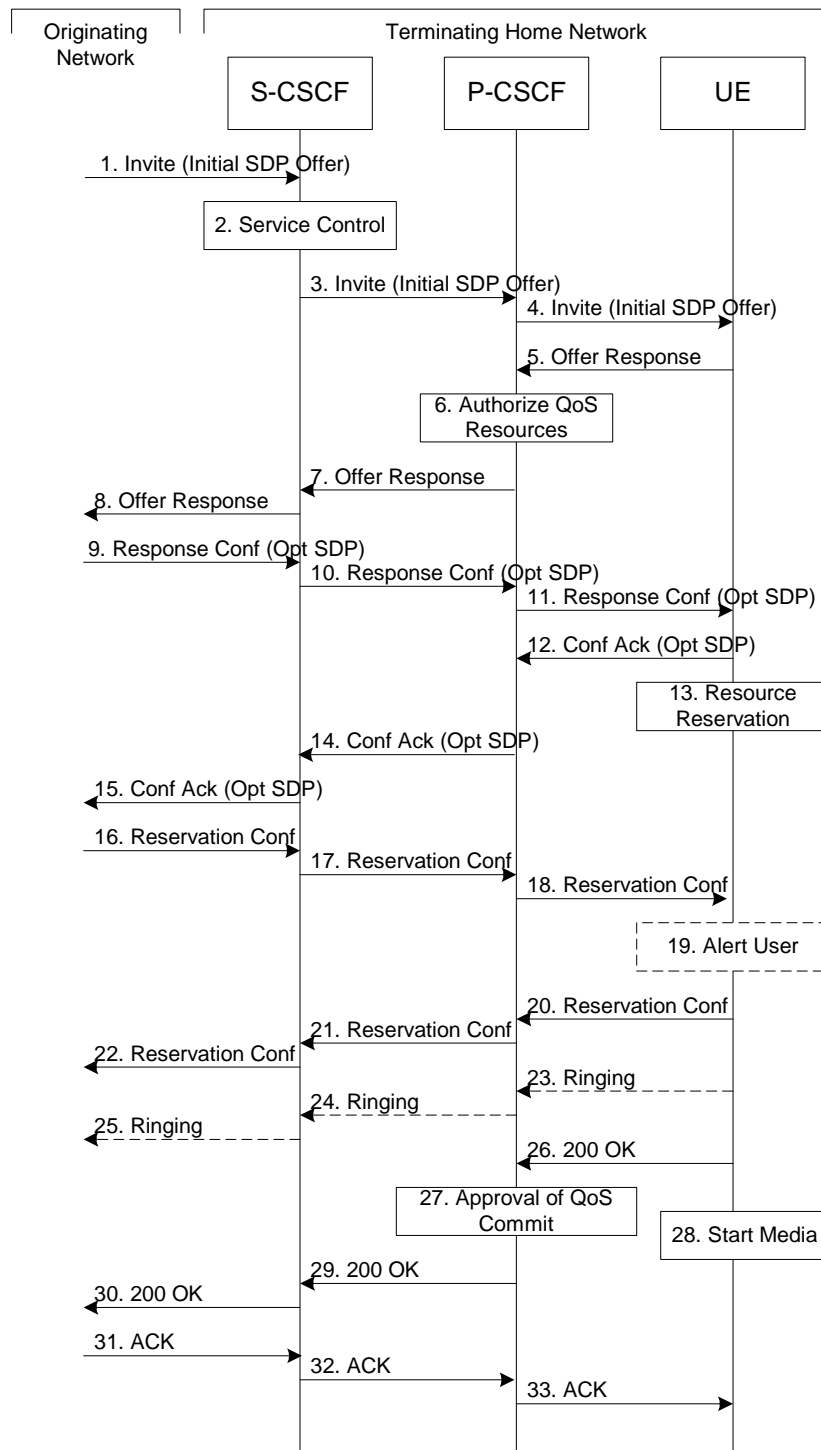 Originating
Network
Terminating Home Network
S-CSCF
P-CSCF
UE
1. Invite (Initial SDP Offer)
2. Service Control
3. Invite (Initial SDP Offer)
4. Invite (Initial SDP Offer)
5. Offer Response
6. Authorize QoS
Resources
7. Offer Response
8. Offer Response
9. Response Conf (Opt SDP)
10. Response Conf (Opt SDP)
11. Response Conf (Opt SDP)
12. Conf Ack (Opt SDP)
13. Resource
Reservation
14. Conf Ack (Opt SDP)
15. Conf Ack (Opt SDP)
16. Reservation Conf
17. Reservation Conf
18. Reservation Conf
19. Alert User
20. Reservation Conf
21. Reservation Conf
22. Reservation Conf
23. Ringing
24. Ringing
25. Ringing
26. 200 OK
27. Approval of QoS
Commit
28. Start Media
29. 200 OK
30. 200 OK
31. ACK
32. ACK
33. ACK